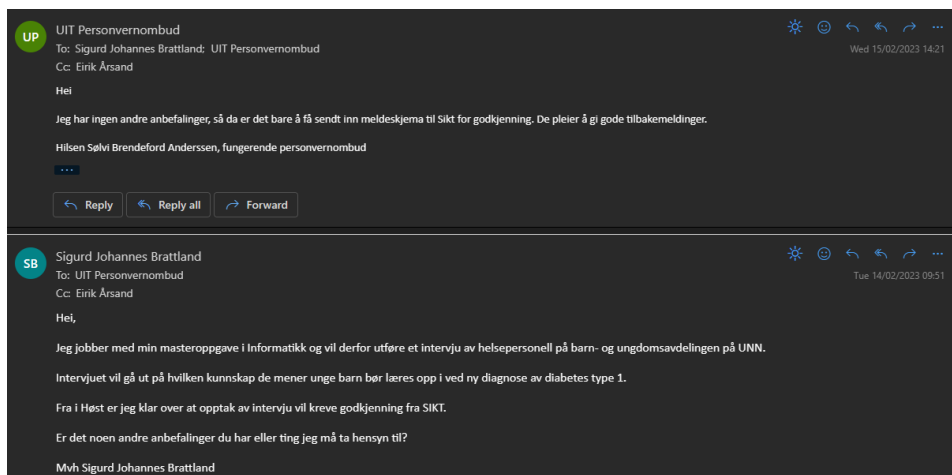 UP
UIT Personvernombud
To: Sigurd Johannes Brattland; UIT Personvernombud
Wed 15/02/2023 14:21
Cc: Eirik Årsand
Hei
Jeg har ingen andre anbefalinger, så da er det bare å få sendt inn meldeskjema til Sikt for godkjenning. De pleier å gi gode tilbakemeldinger.
Hilsen Sølvi Brendeford Anderssen, fungerende personvernombud
...
Reply
Reply all
Forward
SB
Sigurd Johannes Brattland
To: UIT Personvernombud
Tue 14/02/2023 09:51
Cc: Eirik Årsand
Hei,
Jeg jobber med min masteroppgave i Informatikk og vil derfor utføre et intervju av helsepersonell på barn- og ungdomsavdelingen på UNN.
Intervjuet vil gå ut på hvilken kunnskap de mener unge barn bør læres opp i ved ny diagnose av diabetes type 1.
Fra i Høst er jeg klar over at opptak av intervju vil kreve godkjenning fra SIKT.
Er det noen andre anbefalinger du har eller ting jeg må ta hensyn til?
Mvh Sigurd Johannes Brattland